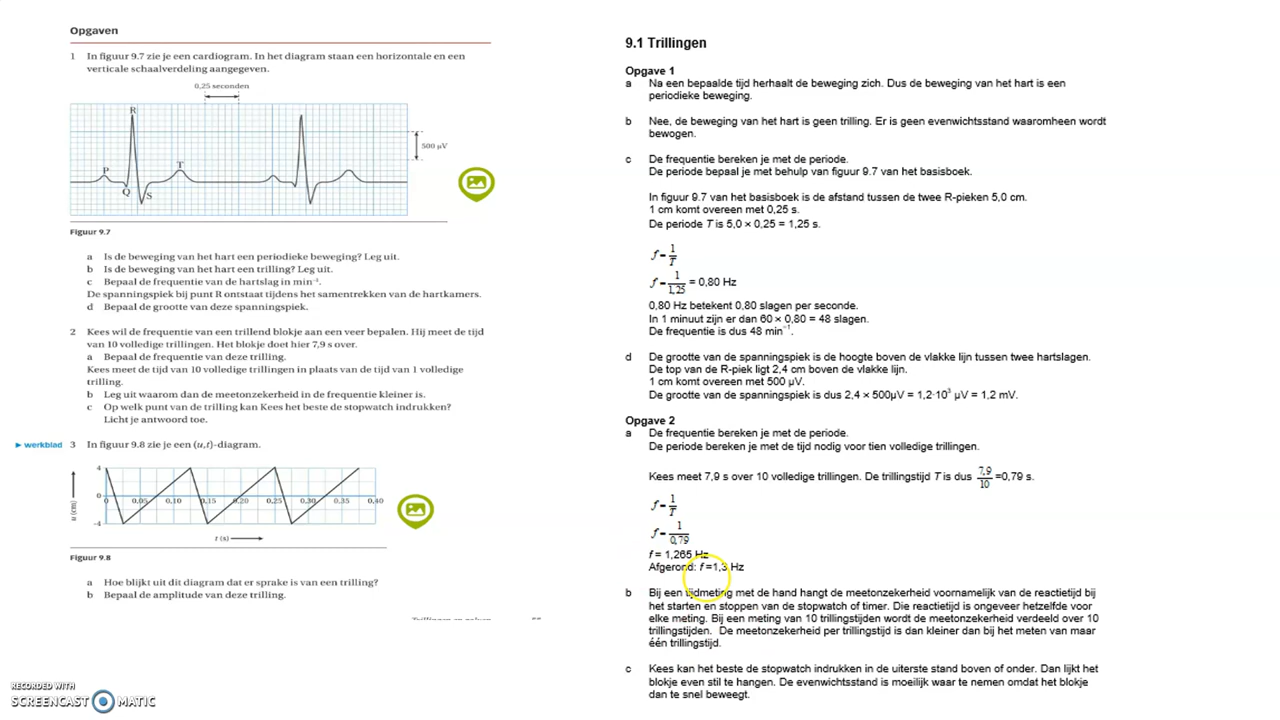 Opgaven
1 In figuur 9.7 zie je een cardiogram. In het diagram staan een horizontale en een
verticale schaalverdeling aangegeven.
0,25 seconden
R
500 µV
P
T
Q
S
Figuur 9.7
a Is de beweging van het hart een periodieke beweging? Leg uit.
b Is de beweging van het hart een trilling? Leg uit.
c Bepaal de frequentie van de hartslag in min⁻¹.
De spanningspiek bij punt R ontstaat tijdens het samentrekken van de hartkamers.
d Bepaal de grootte van deze spanningspiek.
2 Kees wil de frequentie van een trillend blokje aan een veer bepalen. Hij meet de tijd
van 10 volledige trillingen. Het blokje doet hier 7,9 s over.
a Bepaal de frequentie van deze trilling.
Kees meet de tijd van 10 volledige trillingen in plaats van de tijd van 1 volledige
trilling.
b Leg uit waarom dan de meetonzekerheid in de frequentie kleiner is.
c Op welk punt van de trilling kan Kees het beste de stopwatch indrukken?
Licht je antwoord toe.
▶ werkblad 3 In figuur 9.8 zie je een (u,t)-diagram.
4
0
-4
u (cm)
0 0,05 0,10 0,15 0,20 0,25 0,30 0,35 0,40
t (s)
Figuur 9.8
a Hoe blijkt uit dit diagram dat er sprake is van een trilling?
b Bepaal de amplitude van deze trilling.
RECORDED WITH
SCREENCAST MATIC
9.1 Trillingen
Opgave 1
a Na een bepaalde tijd herhaalt de beweging zich. Dus de beweging van het hart is een
periodieke beweging.
b Nee, de beweging van het hart is geen trilling. Er is geen evenwichtsstand waaromheen wordt
bewogen.
c De frequentie bereken je met de periode.
De periode bepaal je met behulp van figuur 9.7 van het basisboek.
In figuur 9.7 van het basisboek is de afstand tussen de twee R-pieken 5,0 cm.
1 cm komt overeen met 0,25 s.
De periode T is 5,0 × 0,25 = 1,25 s.
f = 1/T
f = 1/1,25 = 0,80 Hz
0,80 Hz betekent 0,80 slagen per seconde.
In 1 minuut zijn er dan 60 × 0,80 = 48 slagen.
De frequentie is dus 48 min⁻¹.
d De grootte van de spanningspiek is de hoogte boven de vlakke lijn tussen twee hartslagen.
De top van de R-piek ligt 2,4 cm boven de vlakke lijn.
1 cm komt overeen met 500 µV.
De grootte van de spanningspiek is dus 2,4 × 500µV = 1,2·10³ µV = 1,2 mV.
Opgave 2
a De frequentie bereken je met de periode.
De periode bereken je met de tijd nodig voor tien volledige trillingen.
Kees meet 7,9 s over 10 volledige trillingen. De trillingstijd T is dus 7,9/10 =0,79 s.
f = 1/T
f = 1/0,79
f = 1,265 Hz
Afgerond: f =1,3 Hz
b Bij een tijdmeting met de hand hangt de meetonzekerheid voornamelijk van de reactietijd bij
het starten en stoppen van de stopwatch of timer. Die reactietijd is ongeveer hetzelfde voor
elke meting. Bij een meting van 10 trillingstijden wordt de meetonzekerheid verdeeld over 10
trillingstijden. De meetonzekerheid per trillingstijd is dan kleiner dan bij het meten van maar
één trillingstijd.
c Kees kan het beste de stopwatch indrukken in de uiterste stand boven of onder. Dan lijkt het
blokje even stil te hangen. De evenwichtsstand is moeilijk waar te nemen omdat het blokje
dan te snel beweegt.